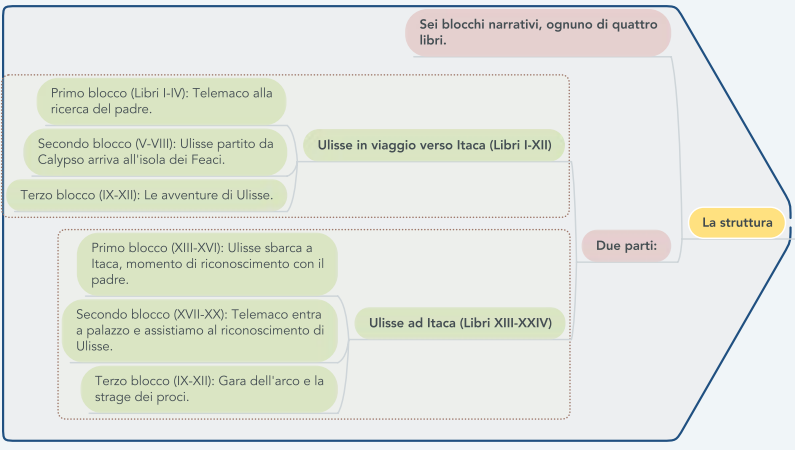 Sei blocchi narrativi, ognuno di quattro
libri.
Primo blocco (Libri I-IV): Telemaco alla
ricerca del padre.
Secondo blocco (V-VIII): Ulisse partito da
Calypso arriva all'isola dei Feaci.
Terzo blocco (IX-XII): Le avventure di Ulisse.
Ulisse in viaggio verso Itaca (Libri I-XII)
La struttura
Due parti:
Primo blocco (XIII-XVI): Ulisse sbarca a
Itaca, momento di riconoscimento con il
padre.
Secondo blocco (XVII-XX): Telemaco entra
a palazzo e assistiamo al riconoscimento di
Ulisse.
Terzo blocco (IX-XII): Gara dell'arco e la
strage dei proci.
Ulisse ad Itaca (Libri XIII-XXIV)